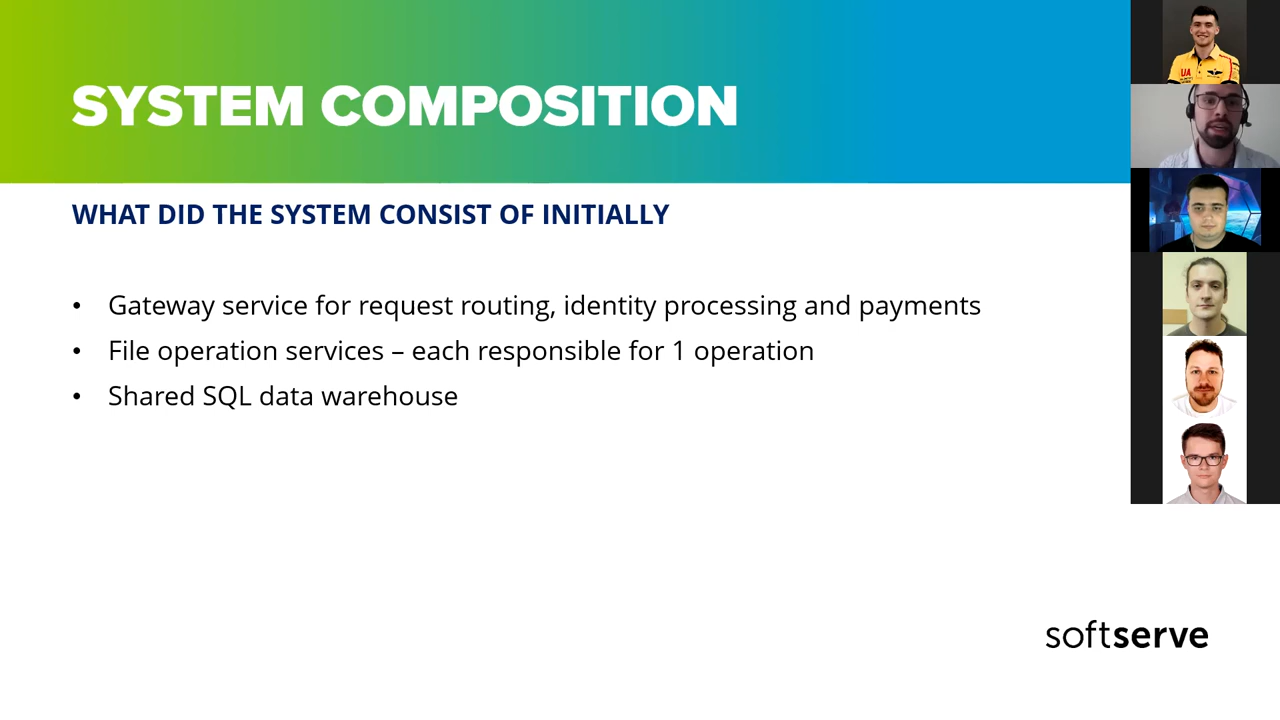 SYSTEM COMPOSITION
WHAT DID THE SYSTEM CONSIST OF INITIALLY
• Gateway service for request routing, identity processing and payments
• File operation services – each responsible for 1 operation
• Shared SQL data warehouse
UA
softserve